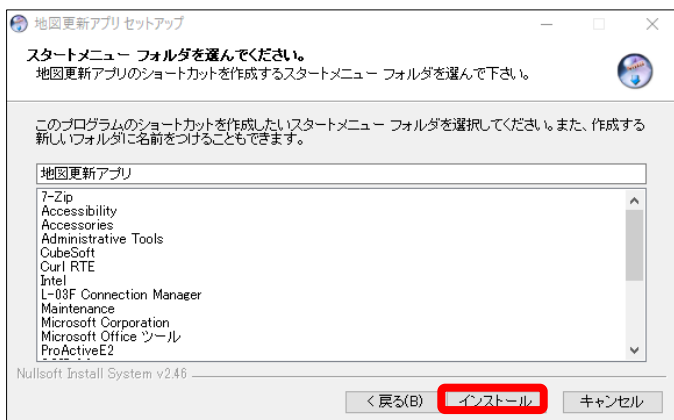 地図更新アプリ セットアップ
スタートメニュー フォルダを選んでください。
地図更新アプリのショートカットを作成するスタートメニュー フォルダを選んで下さい。
このプログラムのショートカットを作成したいスタートメニュー フォルダを選択してください。また、作成する
新しいフォルダに名前をつけることもできます。
地図更新アプリ
7-Zip
Accessibility
Accessories
Administrative Tools
CubeSoft
Curl RTE
Intel
L-03F Connection Manager
Maintenance
Microsoft Corporation
Microsoft Office ツール
ProActiveE2
Nullsoft Install System v2.46
< 戻る(B) インストール キャンセル